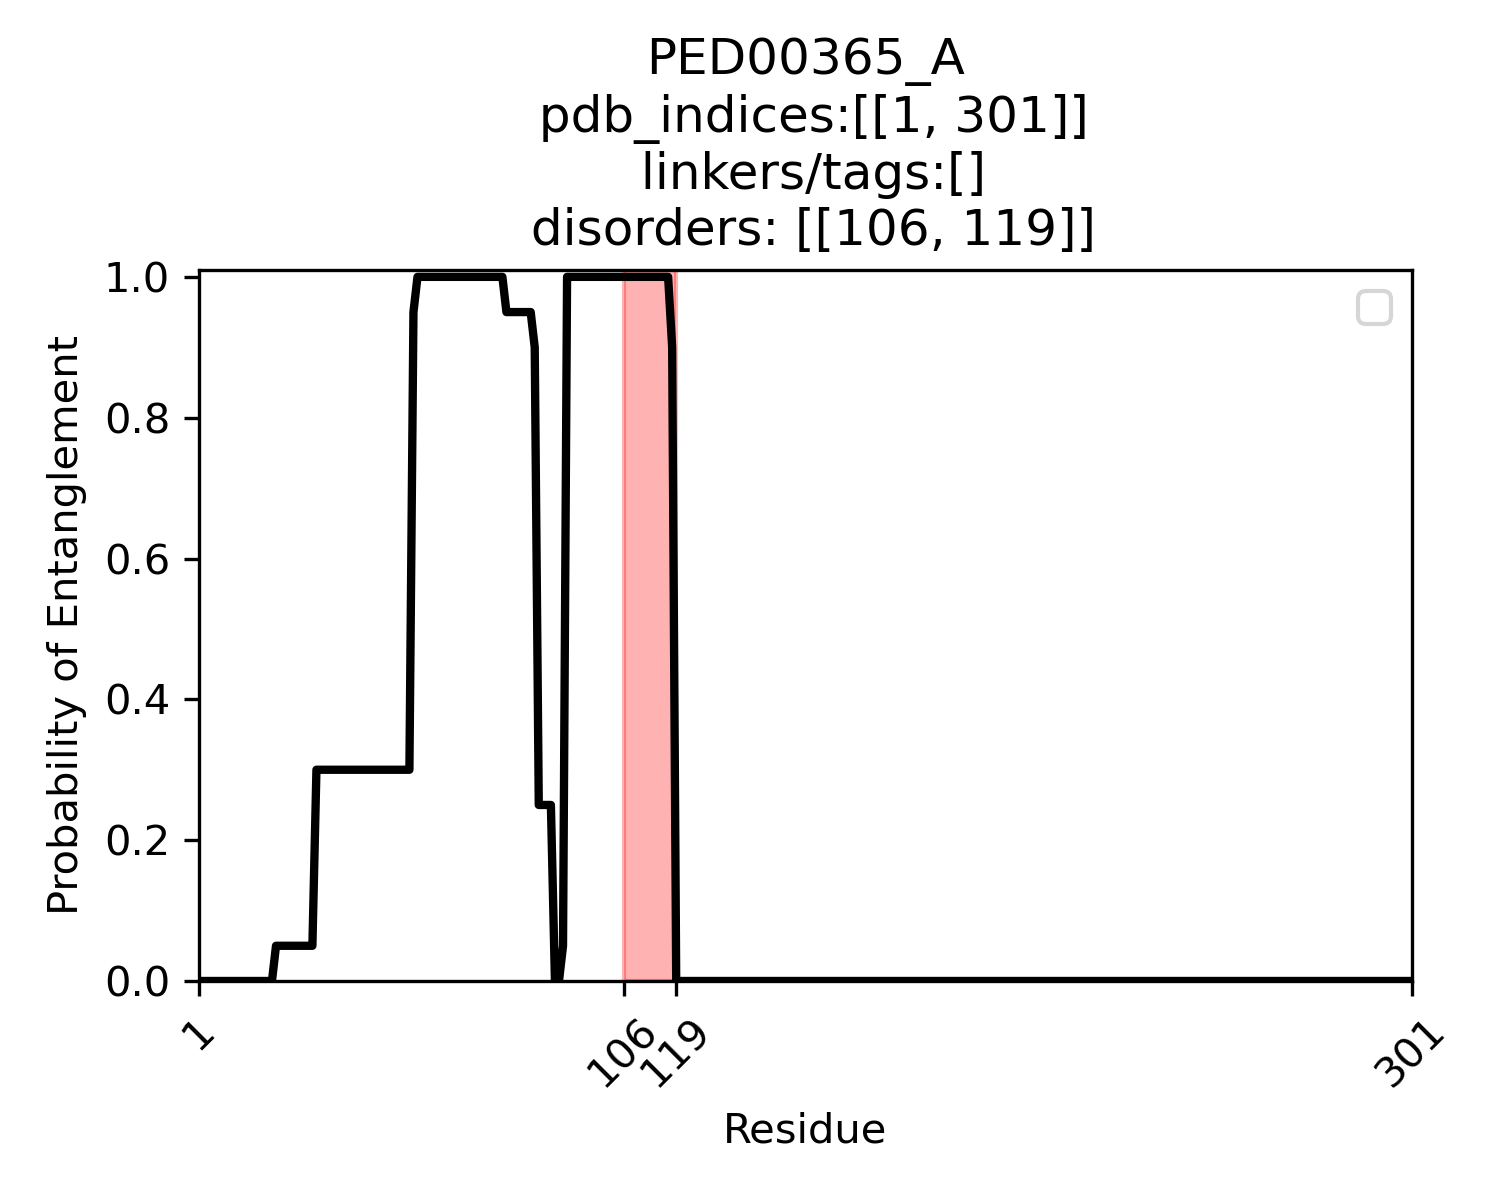 PED00365_A
pdb_indices:[[1, 301]]
linkers/tags:[]
disorders: [[106, 119]]
1.0
0.8
0.6
0.4
0.2
0.0
Probability of Entanglement
1
106
119
301
Residue